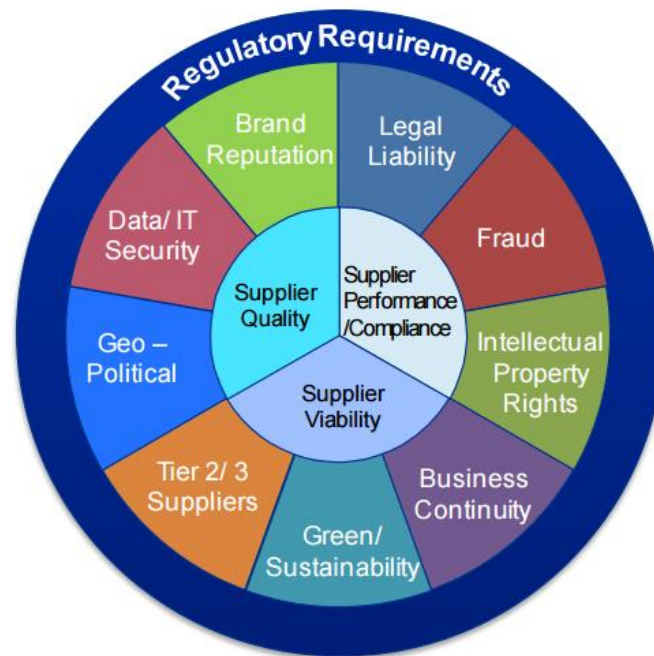 Regulatory Requirements
Brand
Reputation
Legal
Liability
Data/ IT
Security
Fraud
Supplier
Quality
Supplier
Performance
/Compliance
Geo –
Political
Intellectual
Property
Rights
Supplier
Viability
Tier 2/ 3
Suppliers
Business
Continuity
Green/
Sustainability